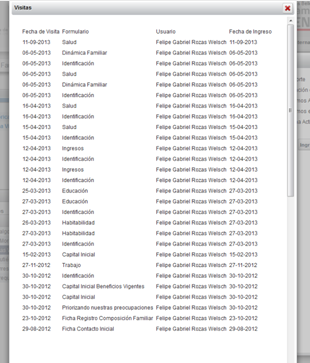 Visitas
Fecha de Visita Formulario Usuario Fecha de Ingreso
11-09-2013 Salud Felipe Gabriel Rozas Welsch 11-09-2013
06-05-2013 Dinámica Familiar Felipe Gabriel Rozas Welsch 06-05-2013
06-05-2013 Identificación Felipe Gabriel Rozas Welsch 06-05-2013
06-05-2013 Salud Felipe Gabriel Rozas Welsch 06-05-2013
06-05-2013 Dinámica Familiar Felipe Gabriel Rozas Welsch 06-05-2013
06-05-2013 Identificación Felipe Gabriel Rozas Welsch 06-05-2013
16-04-2013 Salud Felipe Gabriel Rozas Welsch 16-04-2013
16-04-2013 Identificación Felipe Gabriel Rozas Welsch 16-04-2013
15-04-2013 Salud Felipe Gabriel Rozas Welsch 15-04-2013
15-04-2013 Identificación Felipe Gabriel Rozas Welsch 15-04-2013
12-04-2013 Ingresos Felipe Gabriel Rozas Welsch 12-04-2013
12-04-2013 Identificación Felipe Gabriel Rozas Welsch 12-04-2013
12-04-2013 Ingresos Felipe Gabriel Rozas Welsch 12-04-2013
12-04-2013 Identificación Felipe Gabriel Rozas Welsch 12-04-2013
25-03-2013 Educación Felipe Gabriel Rozas Welsch 27-03-2013
27-03-2013 Educación Felipe Gabriel Rozas Welsch 27-03-2013
27-03-2013 Identificación Felipe Gabriel Rozas Welsch 27-03-2013
26-03-2013 Habitabilidad Felipe Gabriel Rozas Welsch 27-03-2013
27-03-2013 Habitabilidad Felipe Gabriel Rozas Welsch 27-03-2013
27-03-2013 Identificación Felipe Gabriel Rozas Welsch 27-03-2013
15-02-2013 Capital Inicial Felipe Gabriel Rozas Welsch 15-02-2013
27-11-2012 Trabajo Felipe Gabriel Rozas Welsch 27-11-2012
30-10-2012 Identificación Felipe Gabriel Rozas Welsch 30-10-2012
30-10-2012 Capital Inicial Beneficios Vigentes Felipe Gabriel Rozas Welsch 30-10-2012
30-10-2012 Capital Inicial Felipe Gabriel Rozas Welsch 30-10-2012
30-10-2012 Priorizando nuestras preocupaciones Felipe Gabriel Rozas Welsch 30-10-2012
23-10-2012 Ficha Registro Composición Familiar Felipe Gabriel Rozas Welsch 23-10-2012
29-08-2012 Ficha Contacto Inicial Felipe Gabriel Rozas Welsch 29-08-2012